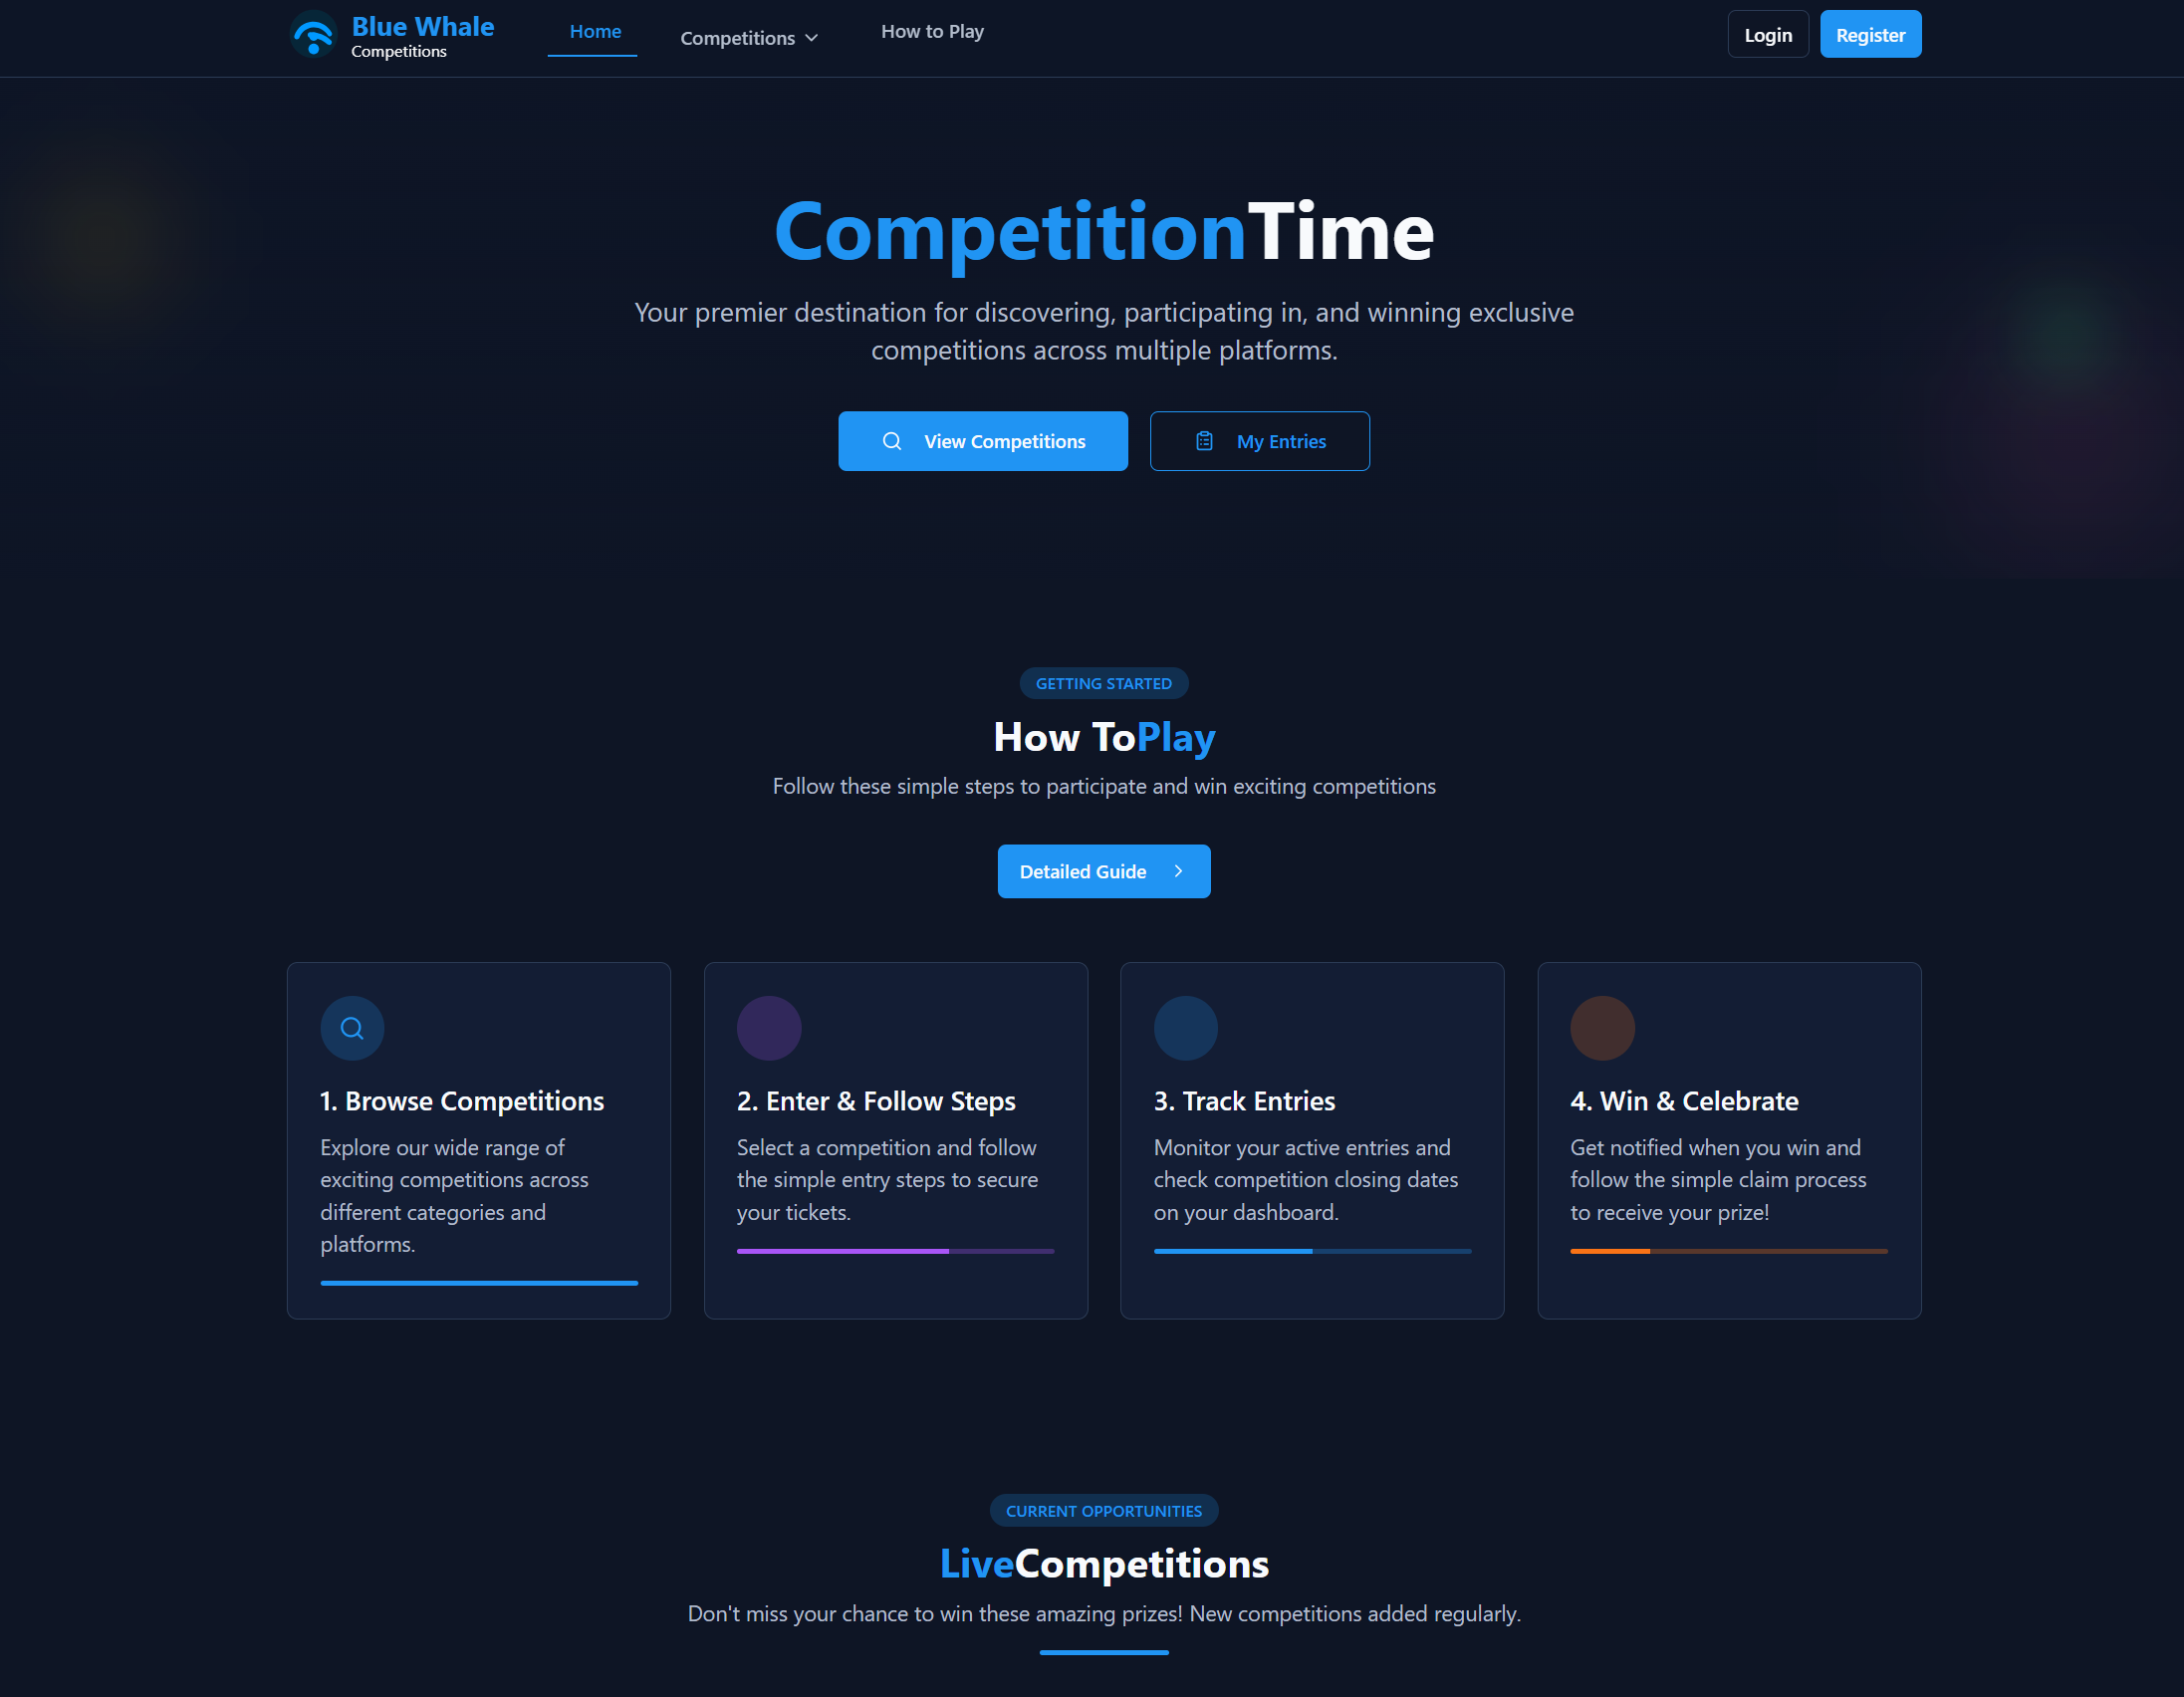 Blue Whale
Competitions
Home
Competitions
How to Play
Login
Register
CompetitionTime
Your premier destination for discovering, participating in, and winning exclusive
competitions across multiple platforms.
View Competitions
My Entries
GETTING STARTED
How ToPlay
Follow these simple steps to participate and win exciting competitions
Detailed Guide
1. Browse Competitions
Explore our wide range of
exciting competitions across
different categories and
platforms.
2. Enter & Follow Steps
Select a competition and follow
the simple entry steps to secure
your tickets.
3. Track Entries
Monitor your active entries and
check competition closing dates
on your dashboard.
4. Win & Celebrate
Get notified when you win and
follow the simple claim process
to receive your prize!
CURRENT OPPORTUNITIES
LiveCompetitions
Don't miss your chance to win these amazing prizes! New competitions added regularly.